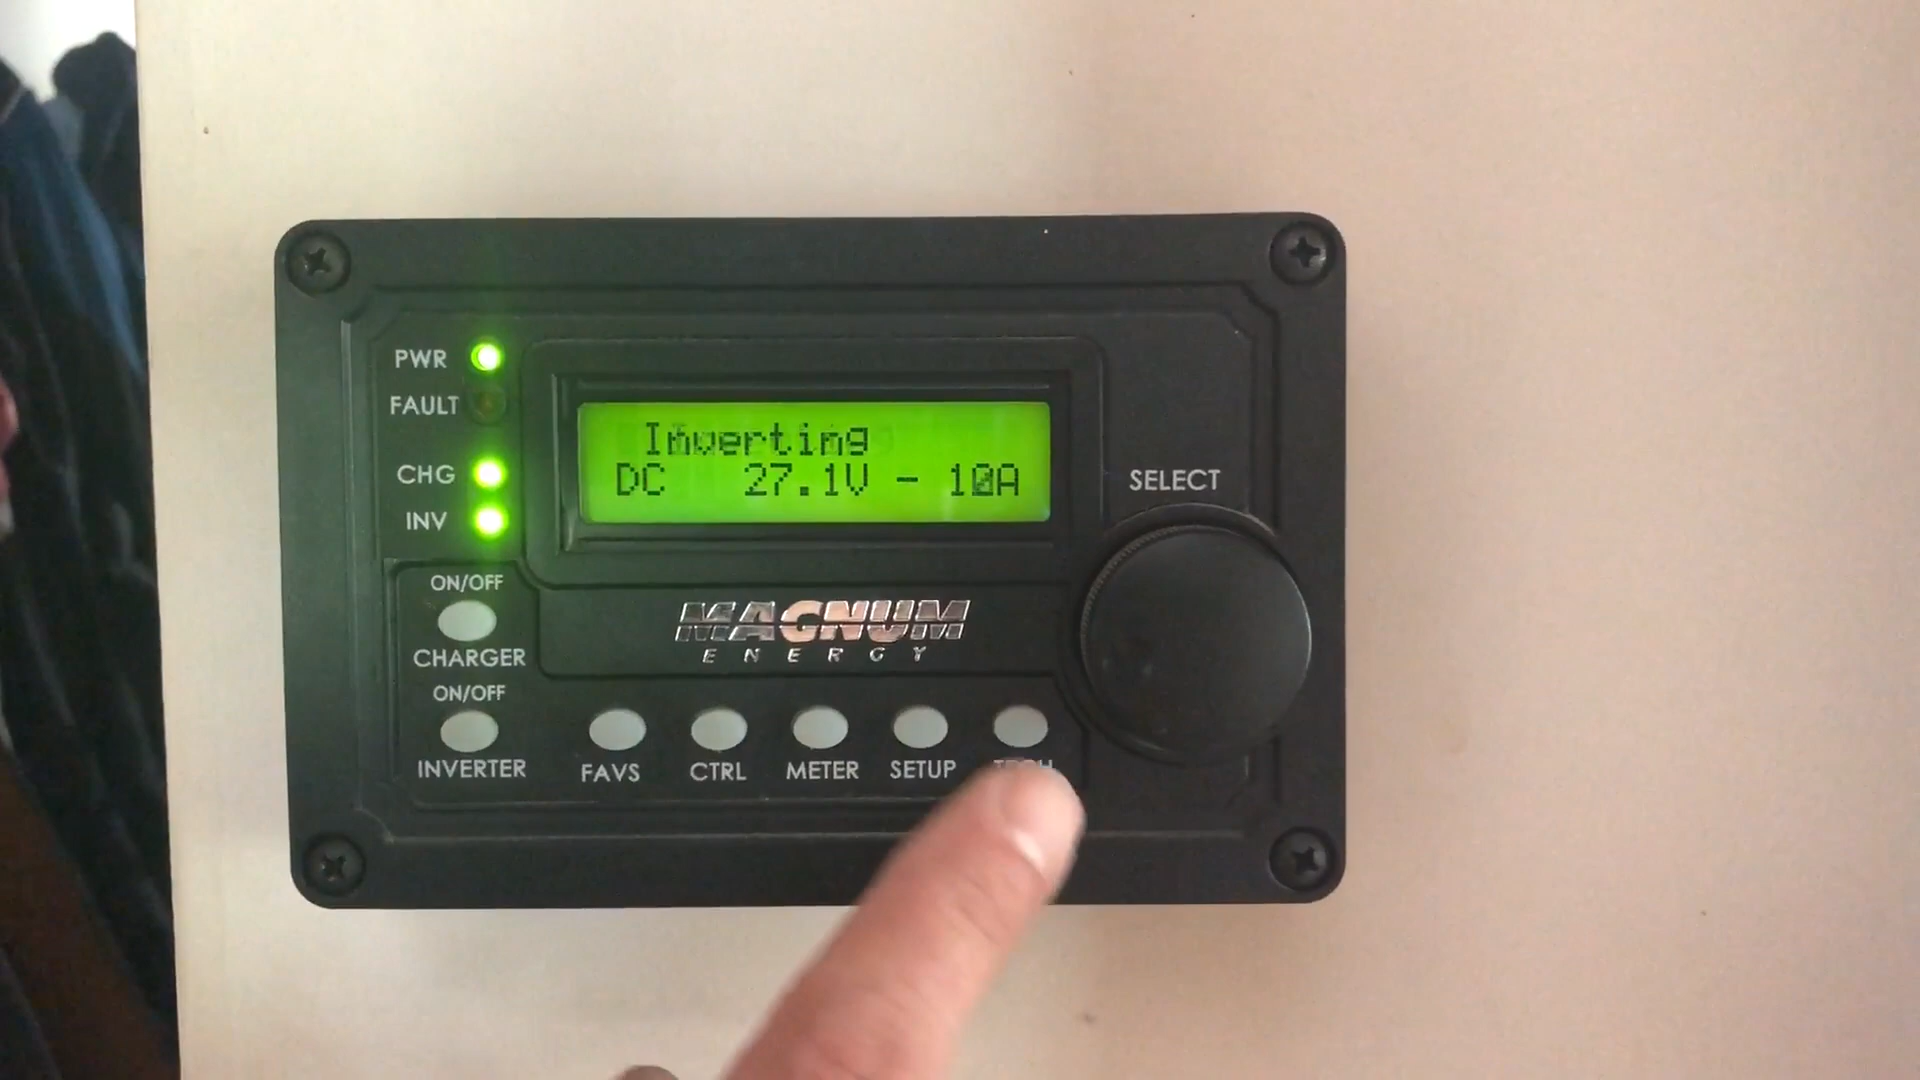 PWR
FAULT
CHG
INV
Inverting
DC 27.1V - 10A
SELECT
ON/OFF
CHARGER
ON/OFF
INVERTER
MAGNUM
ENERGY
FAVS
CTRL
METER
SETUP
TECH